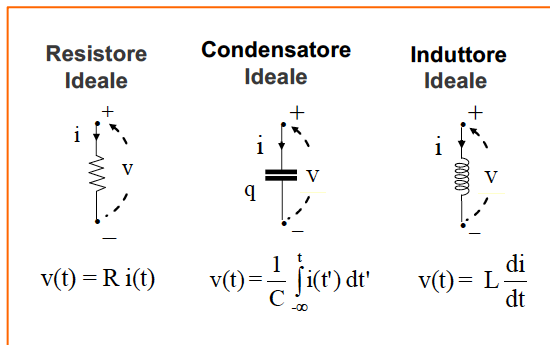 Resistore Ideale
Condensatore Ideale
Induttore Ideale
+
i
v
−
+
i
v
q
−
+
i
v
−
v(t) = R i(t)
v(t) = 1/C ∫_{-∞}^{t} i(t') dt'
v(t) = L di/dt